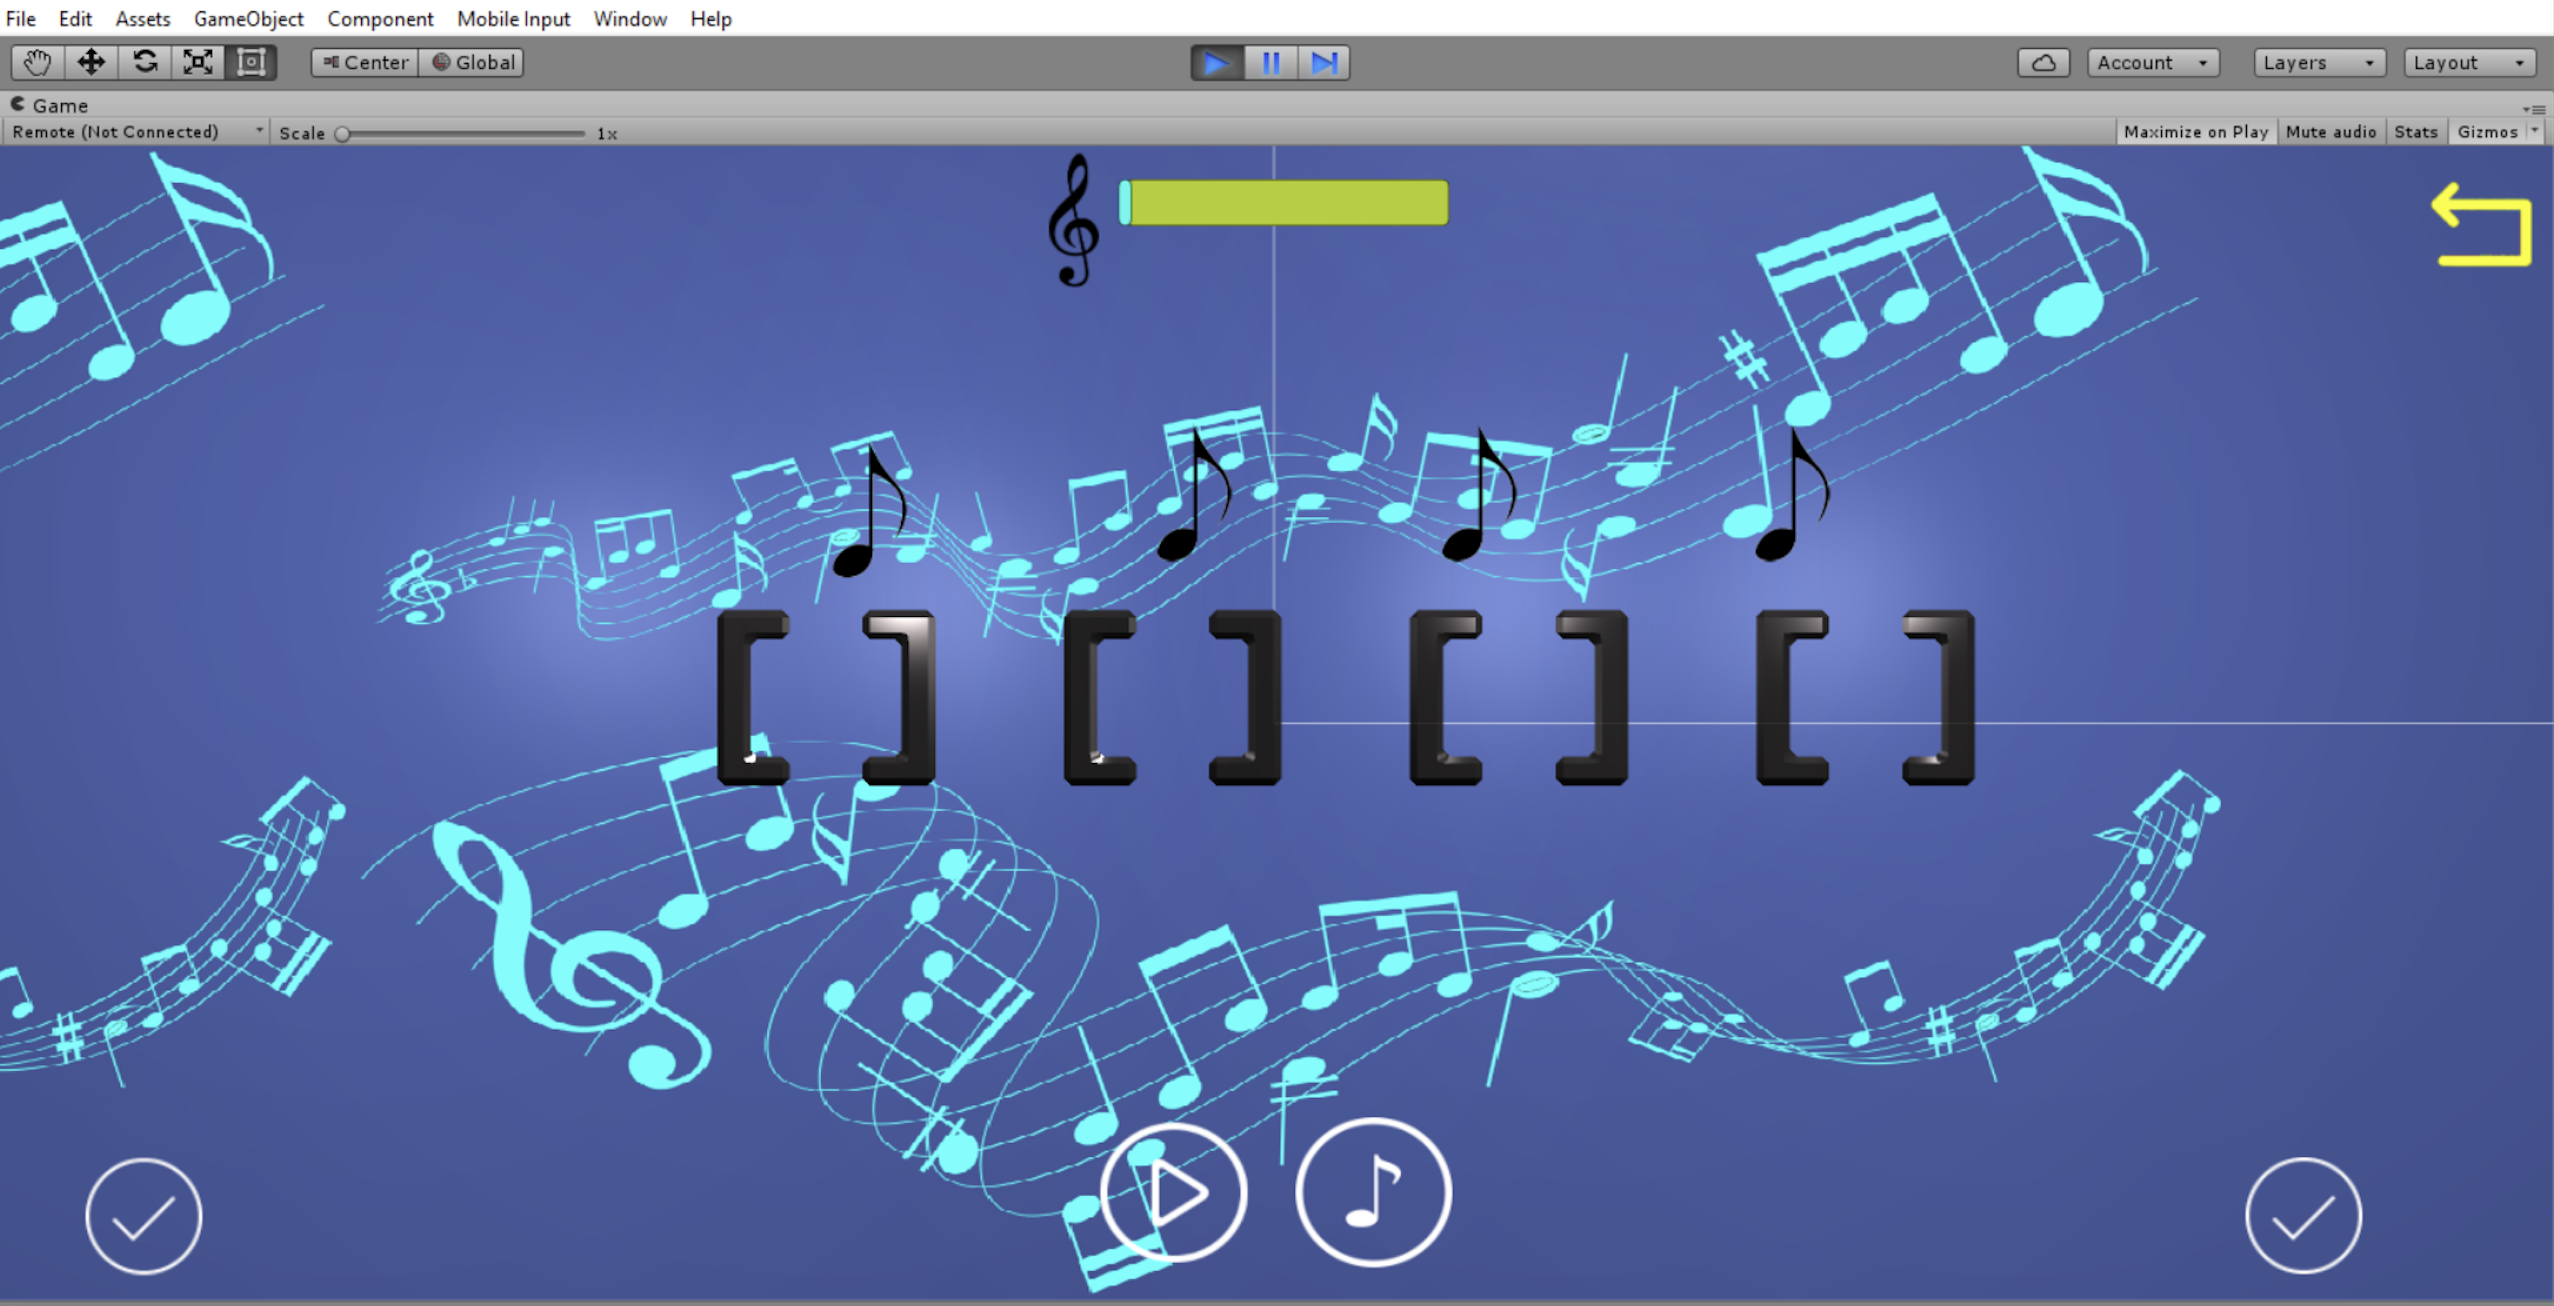 File Edit Assets GameObject Component Mobile Input Window Help
Center Global Account Layers Layout
Game
Remote (Not Connected) Scale 1x Maximize on Play Mute audio Stats Gizmos